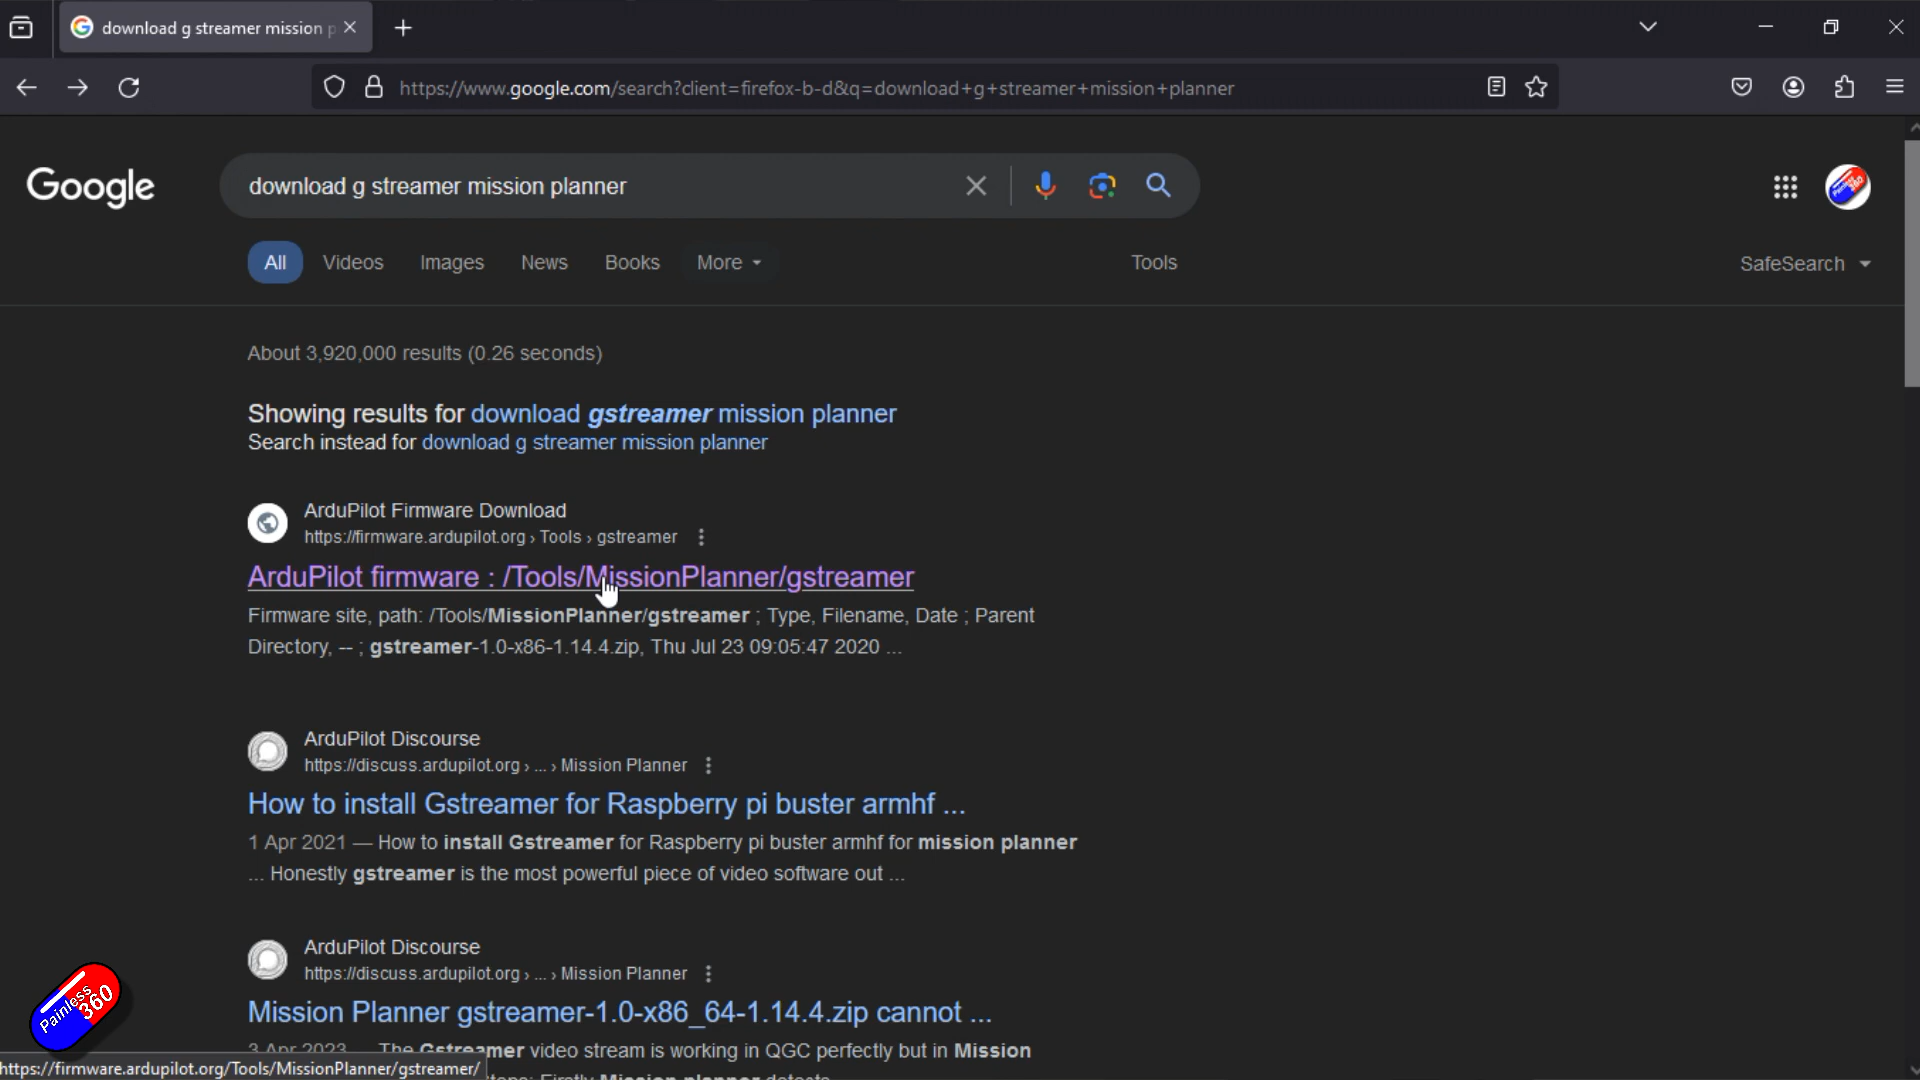 download g streamer mission p
https://www.google.com/search?client=firefox-b-d&q=download+g+streamer+mission+planner
Google
download g streamer mission planner
All
Videos
Images
News
Books
More
Tools
SafeSearch
About 3,920,000 results (0.26 seconds)
Showing results for download gstreamer mission planner
Search instead for download g streamer mission planner
ArduPilot Firmware Download
https://firmware.ardupilot.org › Tools › gstreamer
ArduPilot firmware : /Tools/MissionPlanner/gstreamer
Firmware site, path: /Tools/MissionPlanner/gstreamer ; Type, Filename, Date ; Parent
Directory, -- ; gstreamer-1.0-x86-1.14.4.zip, Thu Jul 23 09:05:47 2020 ...
ArduPilot Discourse
https://discuss.ardupilot.org › ... › Mission Planner
How to install Gstreamer for Raspberry pi buster armhf ...
1 Apr 2021 — How to install Gstreamer for Raspberry pi buster armhf for mission planner
... Honestly gstreamer is the most powerful piece of video software out ...
ArduPilot Discourse
https://discuss.ardupilot.org › ... › Mission Planner
Mission Planner gstreamer-1.0-x86_64-1.14.4.zip cannot ...
3 Apr 2023 — The Gstreamer video stream is working in QGC perfectly but in Mission
Painless
360
https://firmware.ardupilot.org/Tools/MissionPlanner/gstreamer/